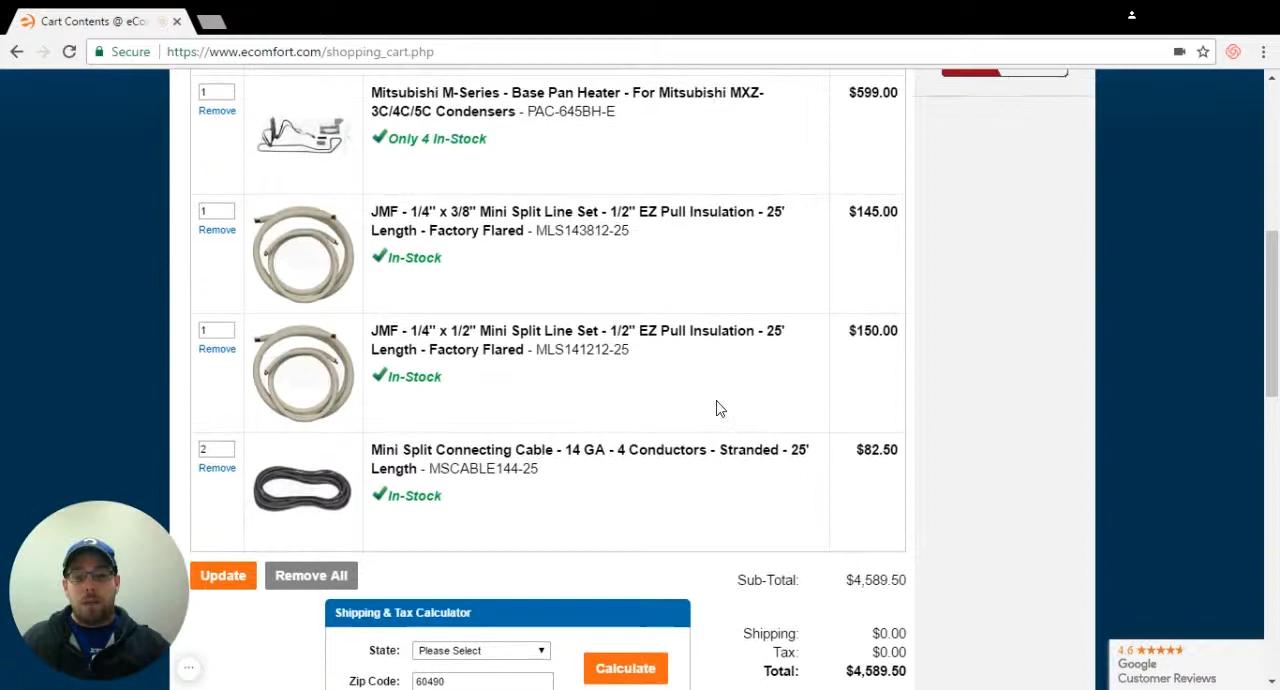 Cart Contents @ eCo
Secure
https://www.ecomfort.com/shopping_cart.php
1
Remove
Mitsubishi M-Series - Base Pan Heater - For Mitsubishi MXZ-
3C/4C/5C Condensers - PAC-645BH-E
Only 4 In-Stock
$599.00
1
Remove
JMF - 1/4" x 3/8" Mini Split Line Set - 1/2" EZ Pull Insulation - 25'
Length - Factory Flared - MLS143812-25
In-Stock
$145.00
1
Remove
JMF - 1/4" x 1/2" Mini Split Line Set - 1/2" EZ Pull Insulation - 25'
Length - Factory Flared - MLS141212-25
In-Stock
$150.00
2
Remove
Mini Split Connecting Cable - 14 GA - 4 Conductors - Stranded - 25'
Length - MSCABLE144-25
In-Stock
$82.50
Update
Remove All
Sub-Total: $4,589.50
Shipping & Tax Calculator
State: Please Select
Zip Code: 60490
Calculate
Shipping: $0.00
Tax: $0.00
Total: $4,589.50
4.6
Google
Customer Reviews